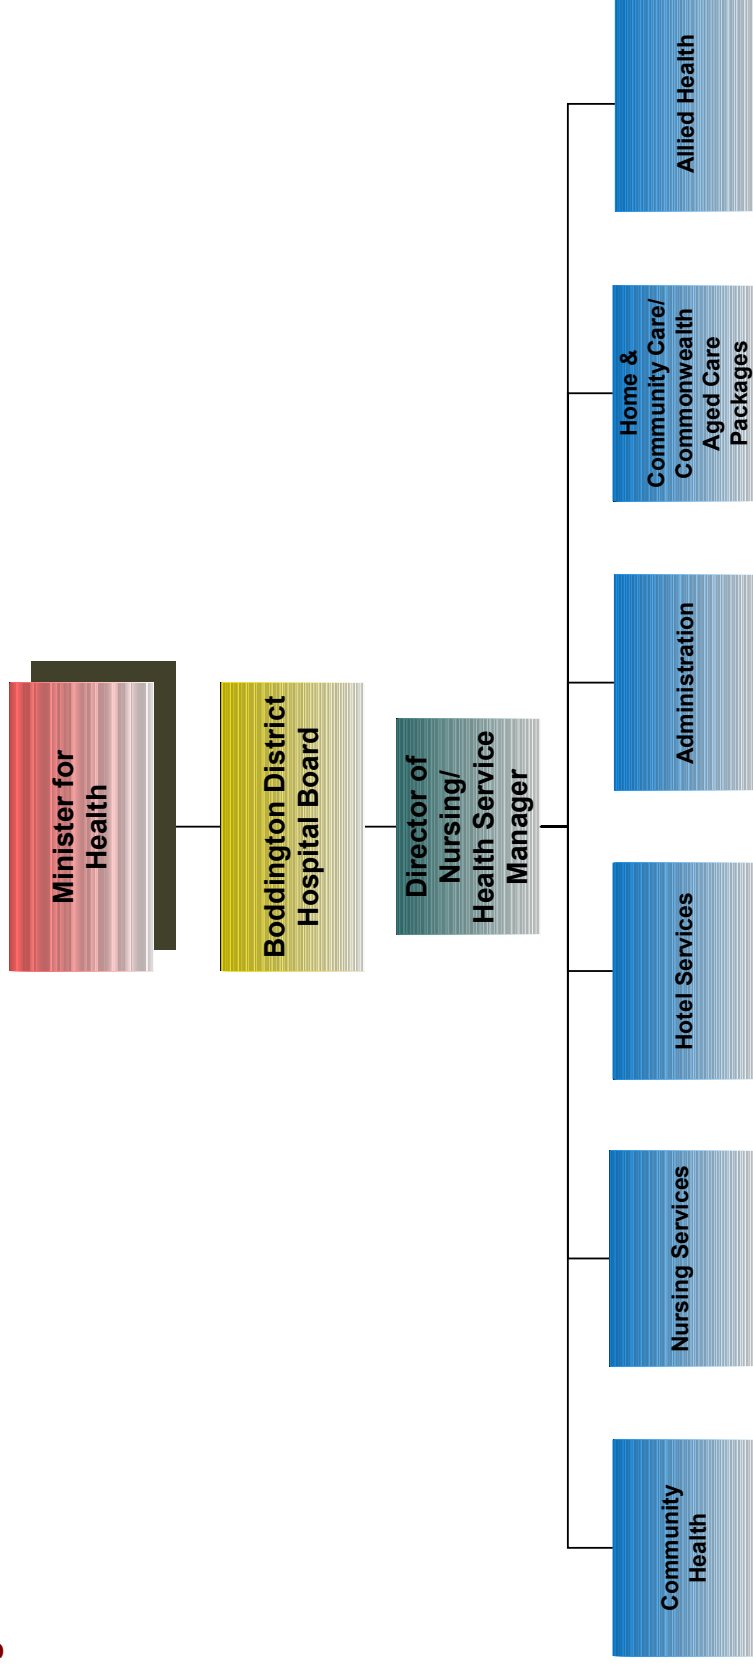 Minister for
Health
Boddington District
Hospital Board
Director of
Nursing/
Health Service
Manager
Community
Health
Nursing Services
Hotel Services
Administration
Home &
Community Care/
Commonwealth
Aged Care
Packages
Allied Health